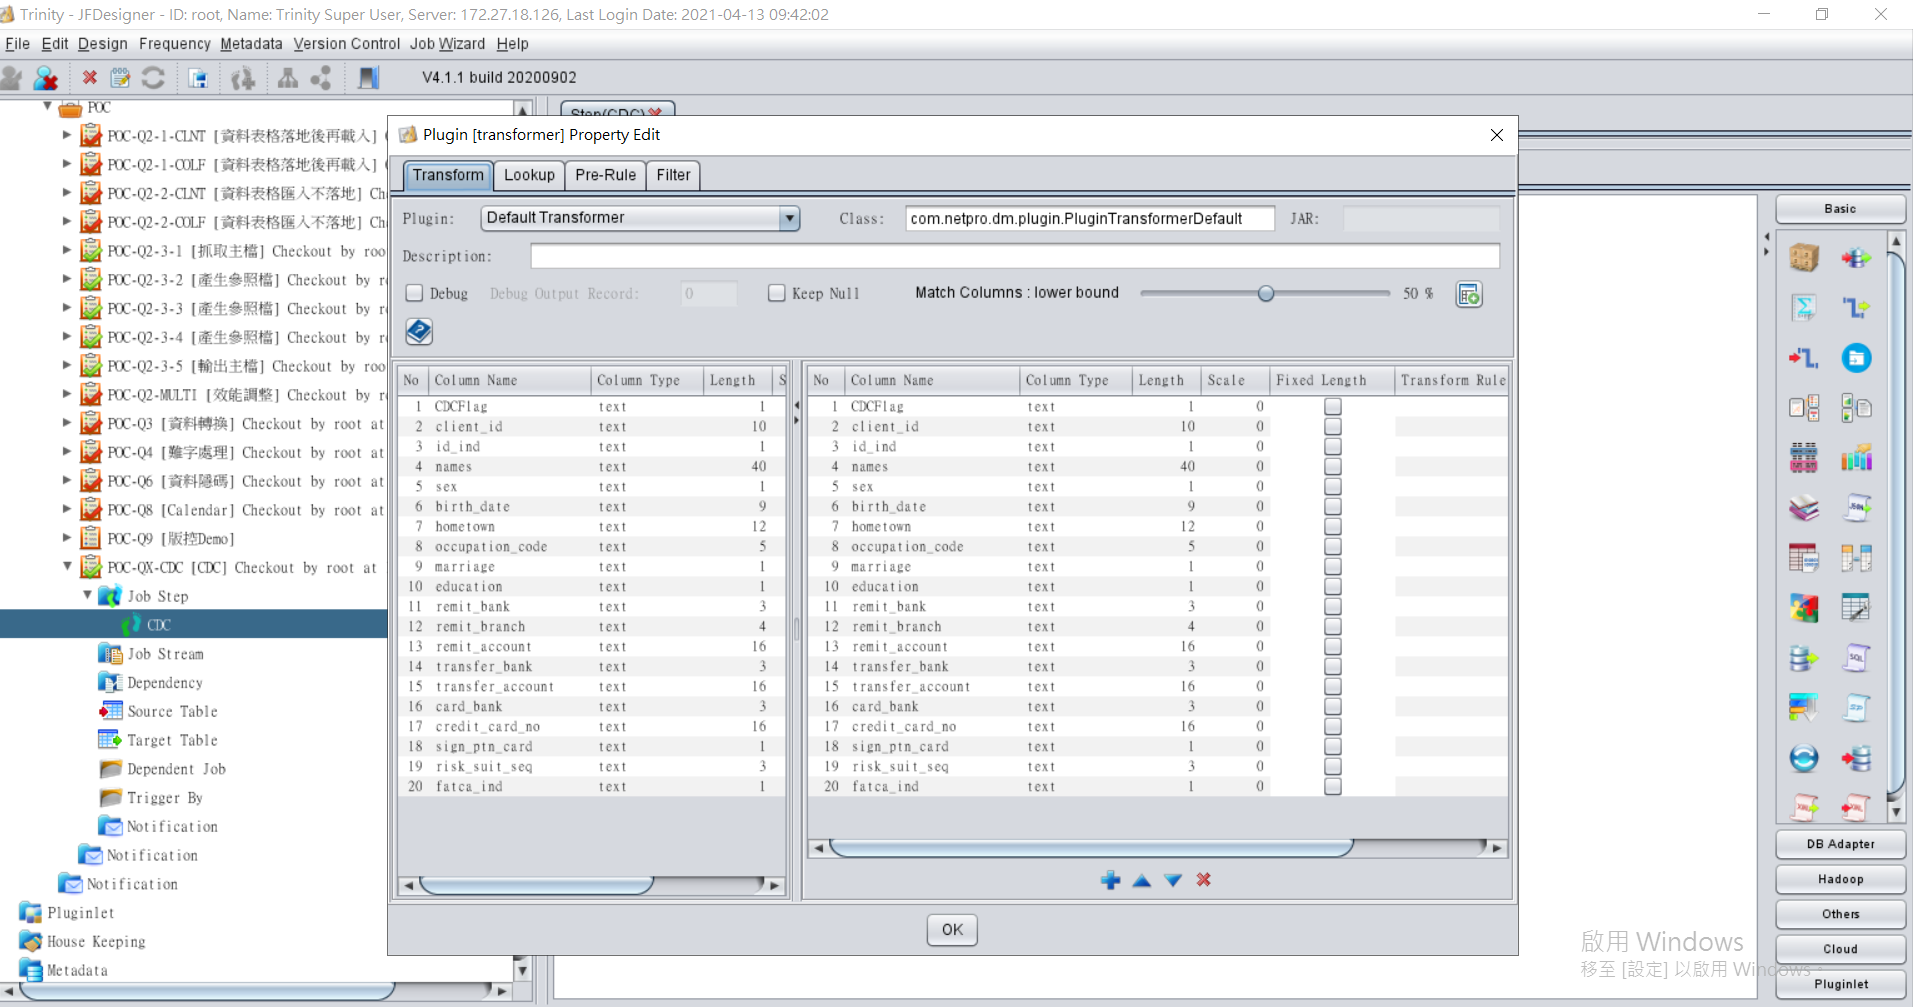 Trinity - JFDesigner - ID: root, Name: Trinity Super User, Server: 172.27.18.126, Last Login Date: 2021-04-13 09:42:02
File Edit Design Frequency Metadata Version Control Job Wizard Help
V4.1.1 build 20200902
POC
POC-Q2-1-CLNT [資料表格落地後再載入]
POC-Q2-1-COLF [資料表格落地後再載入]
POC-Q2-2-CLNT [資料表格匯入不落地] Ch
POC-Q2-2-COLF [資料表格匯入不落地] Ch
POC-Q2-3-1 [抓取主檔] Checkout by roo
POC-Q2-3-2 [產生參照檔] Checkout by r
POC-Q2-3-3 [產生參照檔] Checkout by r
POC-Q2-3-4 [產生參照檔] Checkout by r
POC-Q2-3-5 [輸出主檔] Checkout by roo
POC-Q2-MULTI [效能調整] Checkout by r
POC-Q3 [資料轉換] Checkout by root at
POC-Q4 [難字處理] Checkout by root at
POC-Q6 [資料隱碼] Checkout by root at
POC-Q8 [Calendar] Checkout by root at
POC-Q9 [版控Demo]
POC-QX-CDC [CDC] Checkout by root at
Job Step
CDC
Job Stream
Dependency
Source Table
Target Table
Dependent Job
Trigger By
Notification
Notification
Notification
Pluginlet
House Keeping
Metadata
Step(CDC)
Plugin [transformer] Property Edit
Transform Lookup Pre-Rule Filter
Plugin: Default Transformer Class: com.netpro.dm.plugin.PluginTransformerDefault JAR:
Description:
Debug Debug Output Record: 0 Keep Null Match Columns : lower bound 50 %
No Column Name Column Type Length S
1 CDCFlag text 1
2 client_id text 10
3 id_ind text 1
4 names text 40
5 sex text 1
6 birth_date text 9
7 hometown text 12
8 occupation_code text 5
9 marriage text 1
10 education text 1
11 remit_bank text 3
12 remit_branch text 4
13 remit_account text 16
14 transfer_bank text 3
15 transfer_account text 16
16 card_bank text 3
17 credit_card_no text 16
18 sign_ptn_card text 1
19 risk_suit_seq text 3
20 fatca_ind text 1
No Column Name Column Type Length Scale Fixed Length Transform Rule
1 CDCFlag text 1 0
2 client_id text 10 0
3 id_ind text 1 0
4 names text 40 0
5 sex text 1 0
6 birth_date text 9 0
7 hometown text 12 0
8 occupation_code text 5 0
9 marriage text 1 0
10 education text 1 0
11 remit_bank text 3 0
12 remit_branch text 4 0
13 remit_account text 16 0
14 transfer_bank text 3 0
15 transfer_account text 16 0
16 card_bank text 3 0
17 credit_card_no text 16 0
18 sign_ptn_card text 1 0
19 risk_suit_seq text 3 0
20 fatca_ind text 1 0
OK
Basic
DB Adapter
Hadoop
Others
Cloud
Pluginlet
啟用 Windows
移至 [設定] 以啟用 Windows。